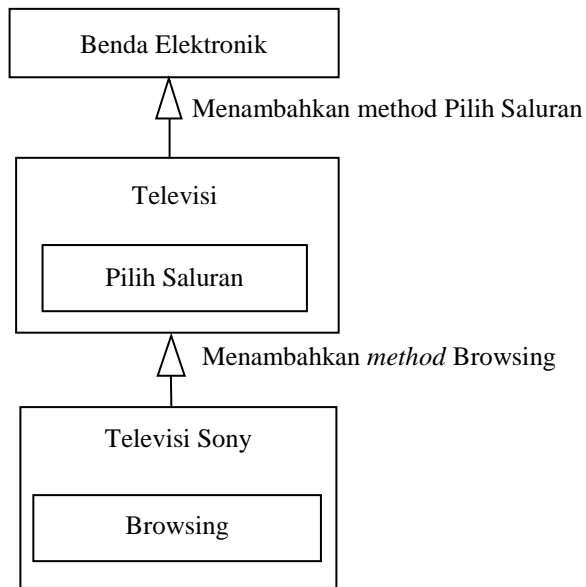 Benda Elektronik
Menambahkan method Pilih Saluran
Televisi
Pilih Saluran
Menambahkan method Browsing
Televisi Sony
Browsing